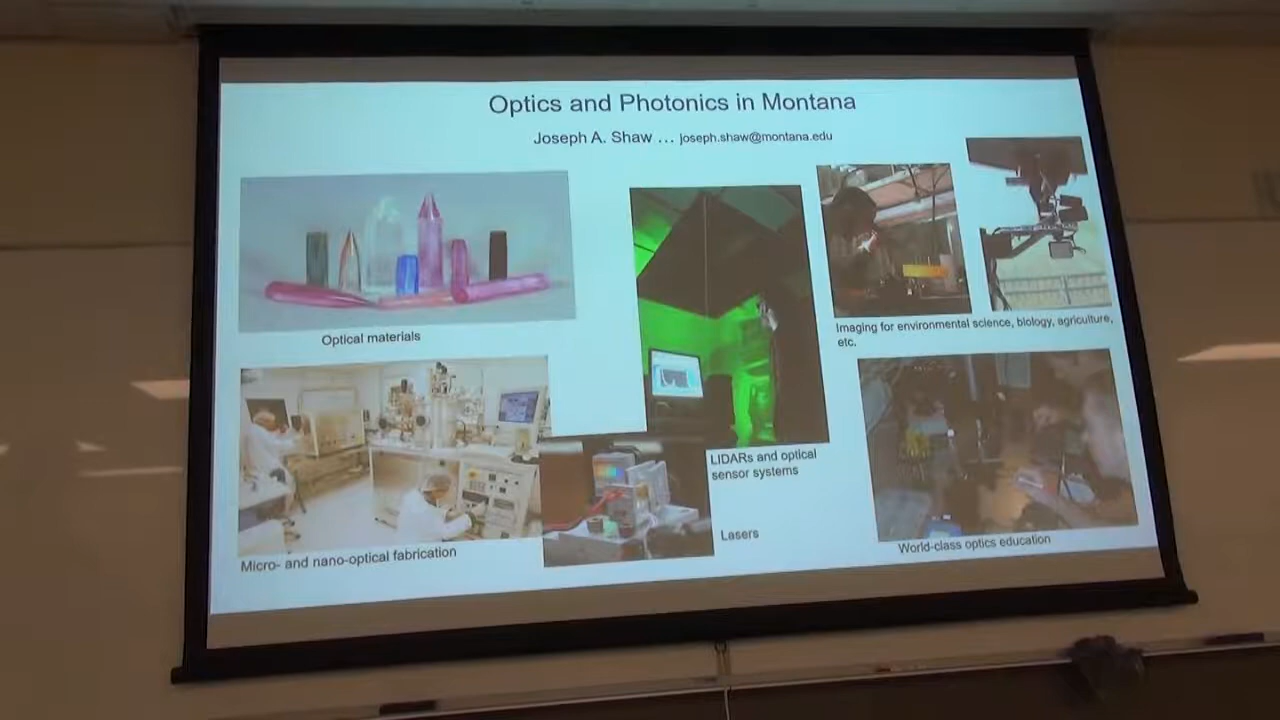 Optics and Photonics in Montana
Joseph A. Shaw … joseph.shaw@montana.edu
Optical materials
Imaging for environmental science, biology, agriculture,
etc.
LIDARs and optical
sensor systems
Lasers
Micro- and nano-optical fabrication
World-class optics education